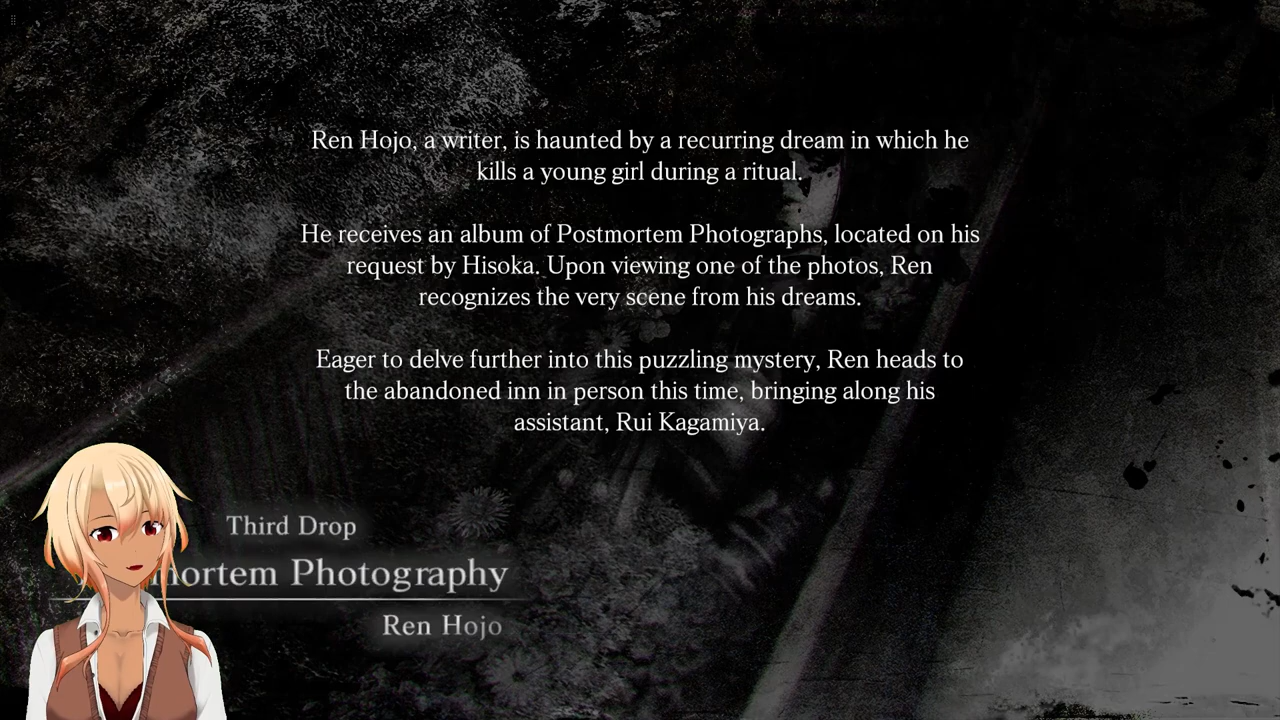 Ren Hojo, a writer, is haunted by a recurring dream in which he
kills a young girl during a ritual.
He receives an album of Postmortem Photographs, located on his
request by Hisoka. Upon viewing one of the photos, Ren
recognizes the very scene from his dreams.
Eager to delve further into this puzzling mystery, Ren heads to
the abandoned inn in person this time, bringing along his
assistant, Rui Kagamiya.
Third Drop
mortem Photography
Ren Hojo